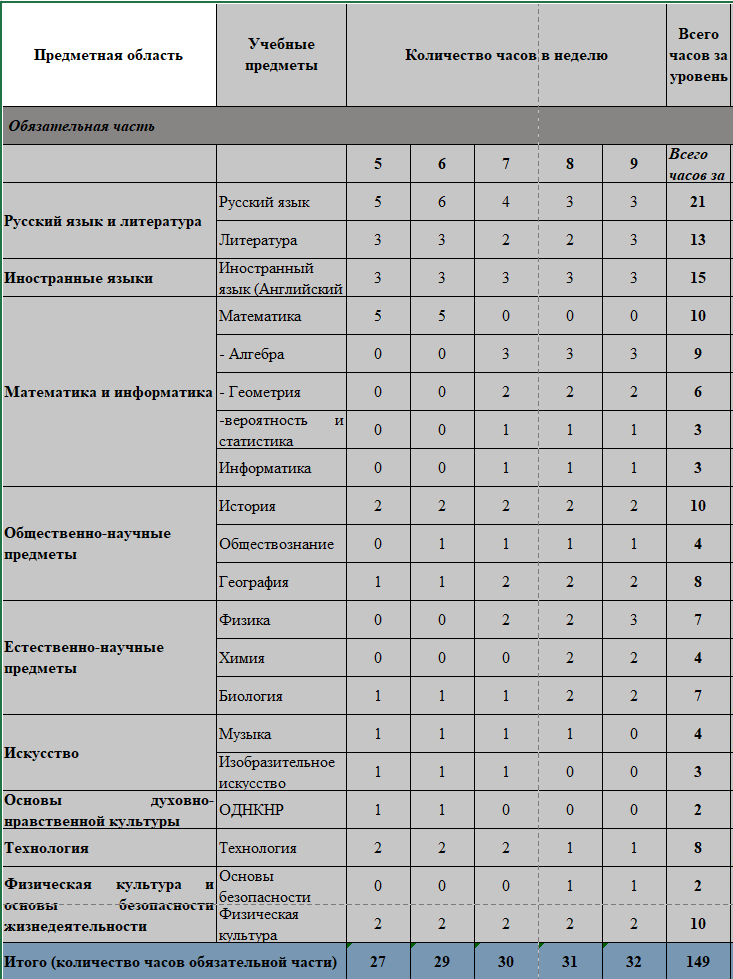 Предметная область Учебные предметы Количество часов в неделю Всего часов за уровень
Обязательная часть
5 6 7 8 9 Всего часов за
Русский язык и литература Русский язык 5 6 4 3 3 21
Литература 3 3 2 2 3 13
Иностранные языки Иностранный язык (Английский 3 3 3 3 3 15
Математика и информатика Математика 5 5 0 0 0 10
- Алгебра 0 0 3 3 3 9
- Геометрия 0 0 2 2 2 6
-вероятность и статистика 0 0 1 1 1 3
Информатика 0 0 1 1 1 3
Общественно-научные предметы История 2 2 2 2 2 10
Обществознание 0 1 1 1 1 4
География 1 1 2 2 2 8
Естественно-научные предметы Физика 0 0 2 2 3 7
Химия 0 0 0 2 2 4
Биология 1 1 1 2 2 7
Искусство Музыка 1 1 1 1 0 4
Изобразительное искусство 1 1 1 0 0 3
Основы духовно-нравственной культуры ОДНКНР 1 1 0 0 0 2
Технология Технология 2 2 2 1 1 8
Физическая культура и основы безопасности жизнедеятельности Основы безопасности 0 0 0 1 1 2
Физическая культура 2 2 2 2 2 10
Итого (количество часов обязательной части) 27 29 30 31 32 149